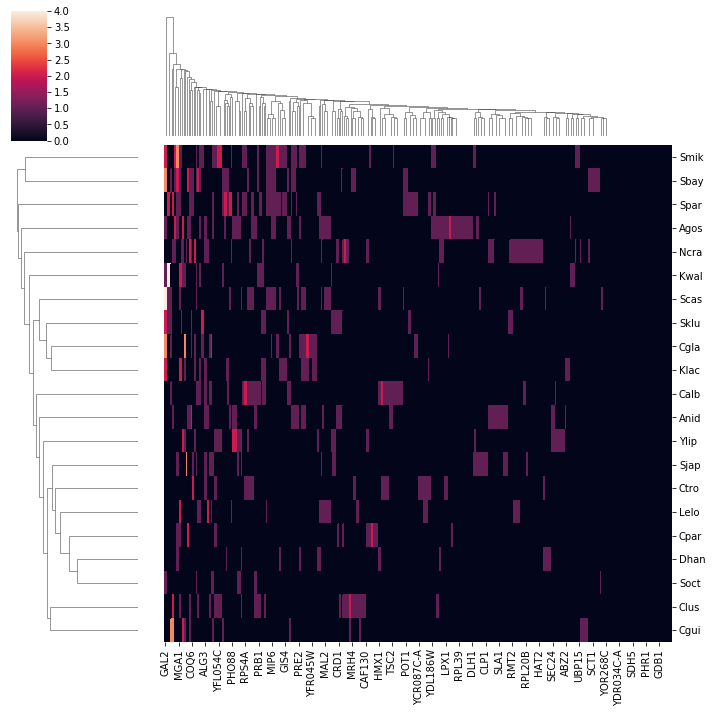 4.0
3.5
3.0
2.5
2.0
1.5
1.0
0.5
0.0
Smik
Sbay
Spar
Agos
Ncra
Kwal
Scas
Sklu
Cgla
Klac
Calb
Anid
Ylip
Sjap
Ctro
Lelo
Cpar
Dhan
Soct
Clus
Cgui
GAL2
MGA1
COQ6
ALG3
YFL054C
PHO88
RPS4A
PRB1
MIP6
GIS4
PRE2
YFR045W
MAL2
CRD1
MRH4
CAF130
HMX1
TSC2
POT1
YCR087C-A
YDL186W
LPX1
RPL39
DLH1
CLP1
SLA1
RMT2
RPL20B
HAT2
SEC24
ABZ2
UBP15
SCT1
YOR268C
YDR034C-A
SDH5
PHR1
GDB1